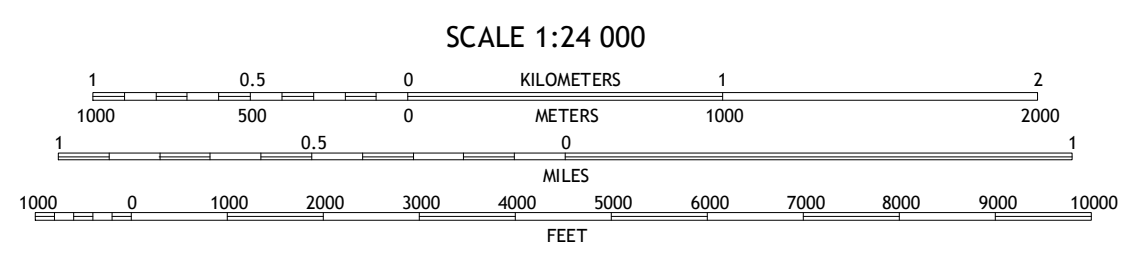 SCALE 1:24 000
1 0.5 0 KILOMETERS 1 2
1000 500 0 METERS 1000 2000
1 0.5 0 1
MILES
1000 0 1000 2000 3000 4000 5000 6000 7000 8000 9000 10000
FEET